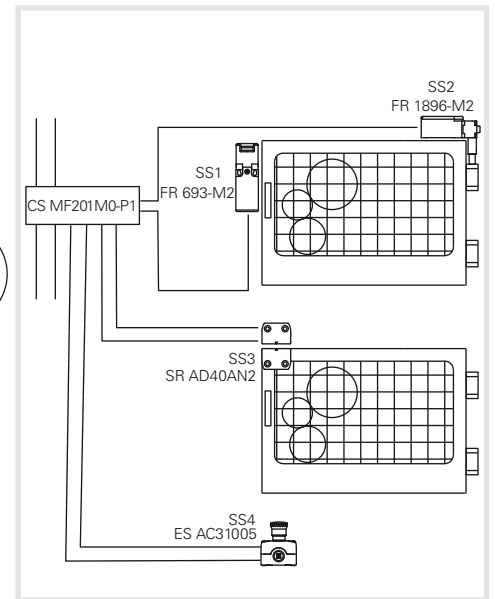 SS2
FR 1896-M2
SS1
FR 693-M2
CS MF201M0-P1
SS3
SR AD40AN2
SS4
ES AC31005